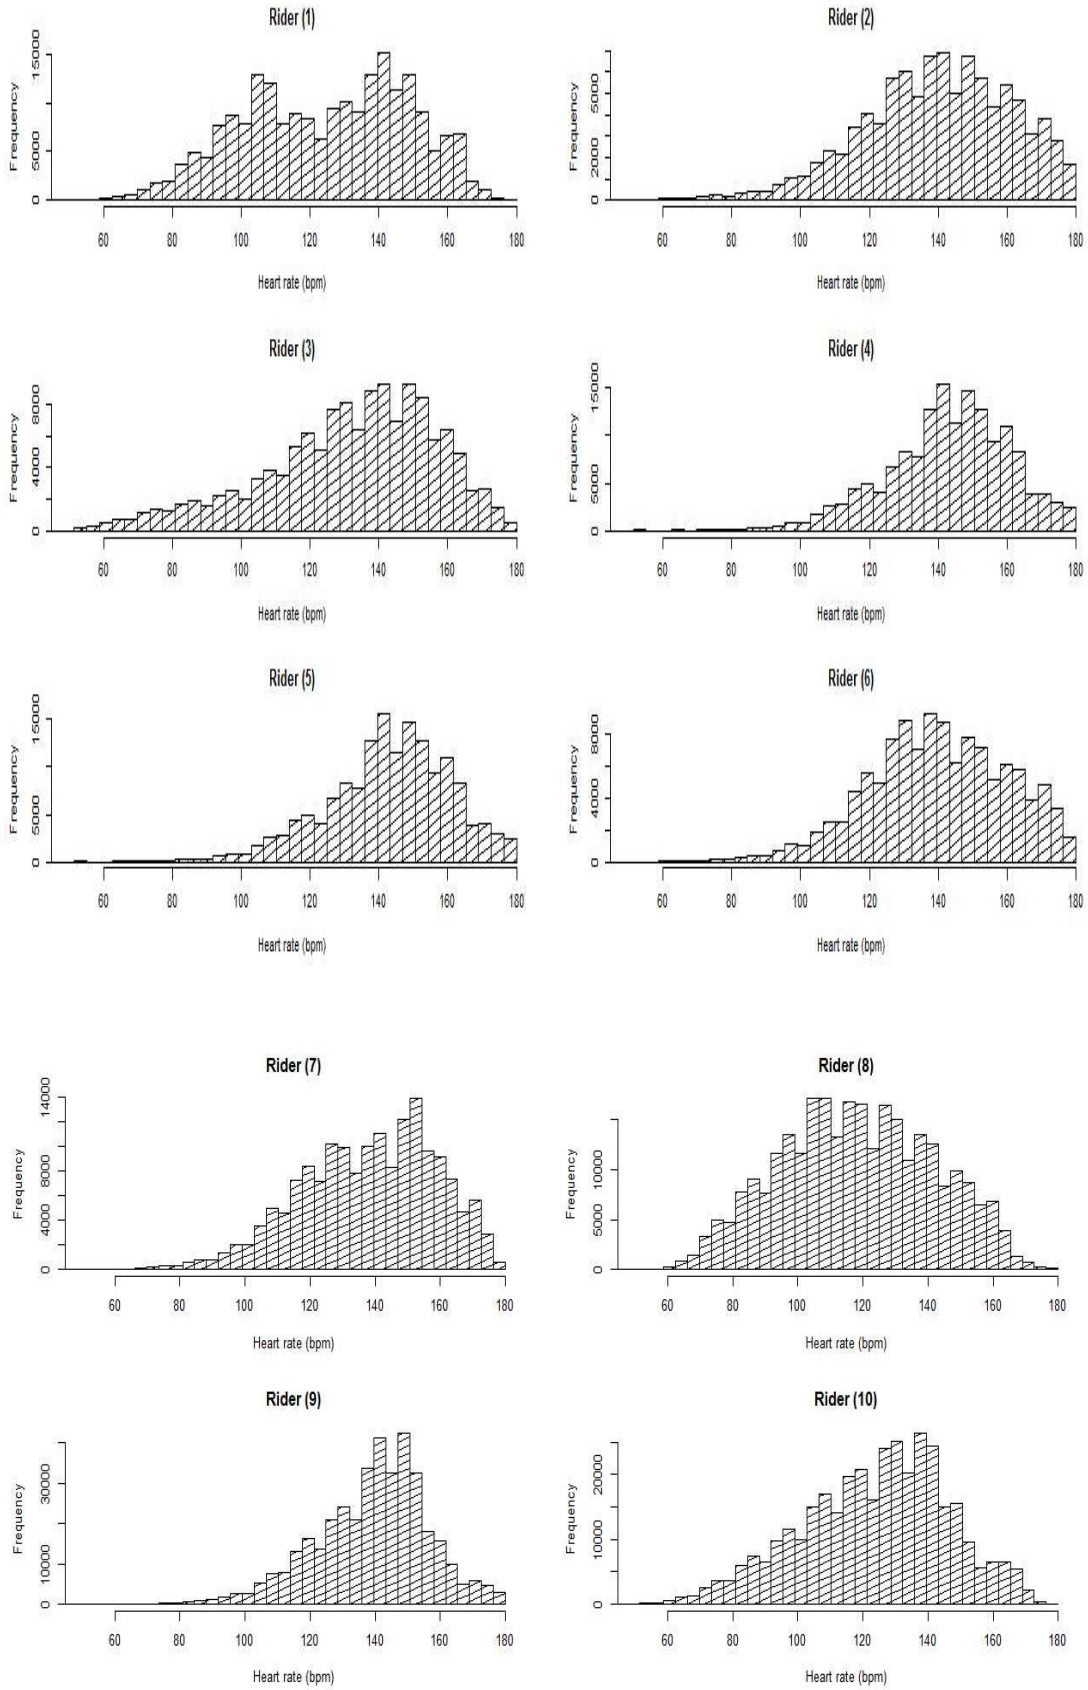 Rider (1)
Frequency
15000
5000
0
60 80 100 120 140 160 180
Heart rate (bpm)
Rider (2)
Frequency
5000
2000
0
60 80 100 120 140 160 180
Heart rate (bpm)
Rider (3)
Frequency
8000
4000
0
60 80 100 120 140 160 180
Heart rate (bpm)
Rider (4)
Frequency
15000
5000
0
60 80 100 120 140 160 180
Heart rate (bpm)
Rider (5)
Frequency
15000
5000
0
60 80 100 120 140 160 180
Heart rate (bpm)
Rider (6)
Frequency
8000
4000
0
60 80 100 120 140 160 180
Heart rate (bpm)
Rider (7)
Frequency
14000
8000
4000
0
60 80 100 120 140 160 180
Heart rate (bpm)
Rider (8)
Frequency
10000
5000
0
60 80 100 120 140 160 180
Heart rate (bpm)
Rider (9)
Frequency
30000
10000
0
60 80 100 120 140 160 180
Heart rate (bpm)
Rider (10)
Frequency
20000
10000
0
60 80 100 120 140 160 180
Heart rate (bpm)